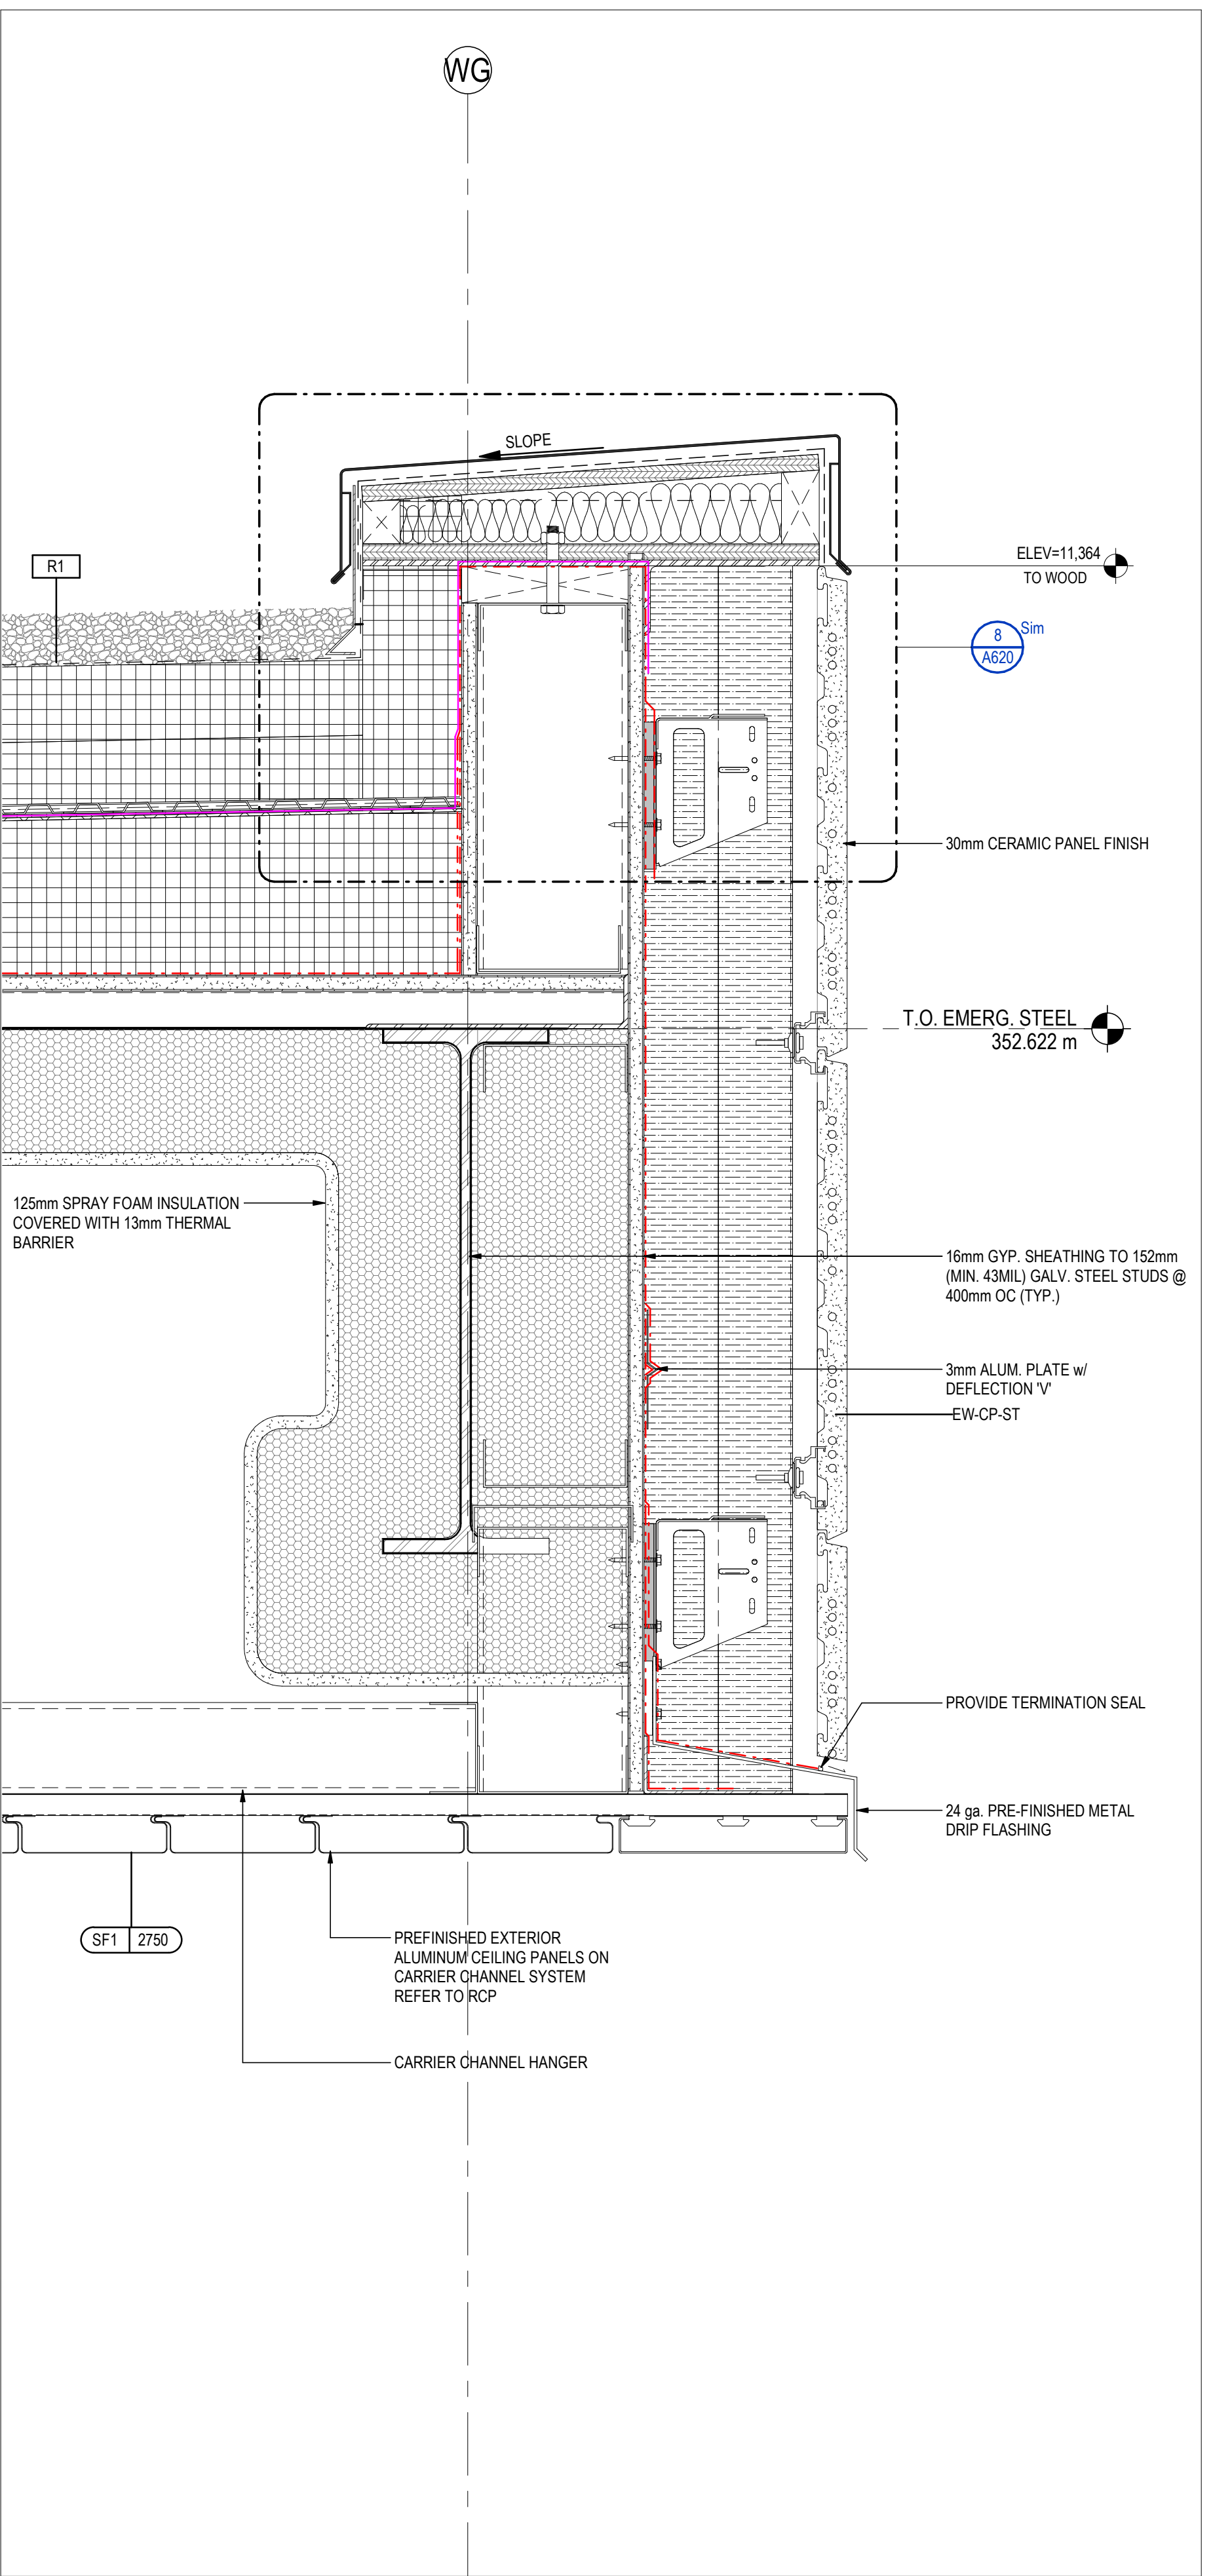 WG
SLOPE
R1
ELEV=11,364
TO WOOD
8
Sim
A620
30mm CERAMIC PANEL FINISH
T.O. EMERG. STEEL
352.622 m
125mm SPRAY FOAM INSULATION
COVERED WITH 13mm THERMAL
BARRIER
16mm GYP. SHEATHING TO 152mm
(MIN. 43MIL) GALV. STEEL STUDS @
400mm OC (TYP.)
3mm ALUM. PLATE w/
DEFLECTION 'V'
EW-CP-ST
PROVIDE TERMINATION SEAL
24 ga. PRE-FINISHED METAL
DRIP FLASHING
SF1 2750
PREFINISHED EXTERIOR
ALUMINUM CEILING PANELS ON
CARRIER CHANNEL SYSTEM
REFER TO RCP
CARRIER CHANNEL HANGER